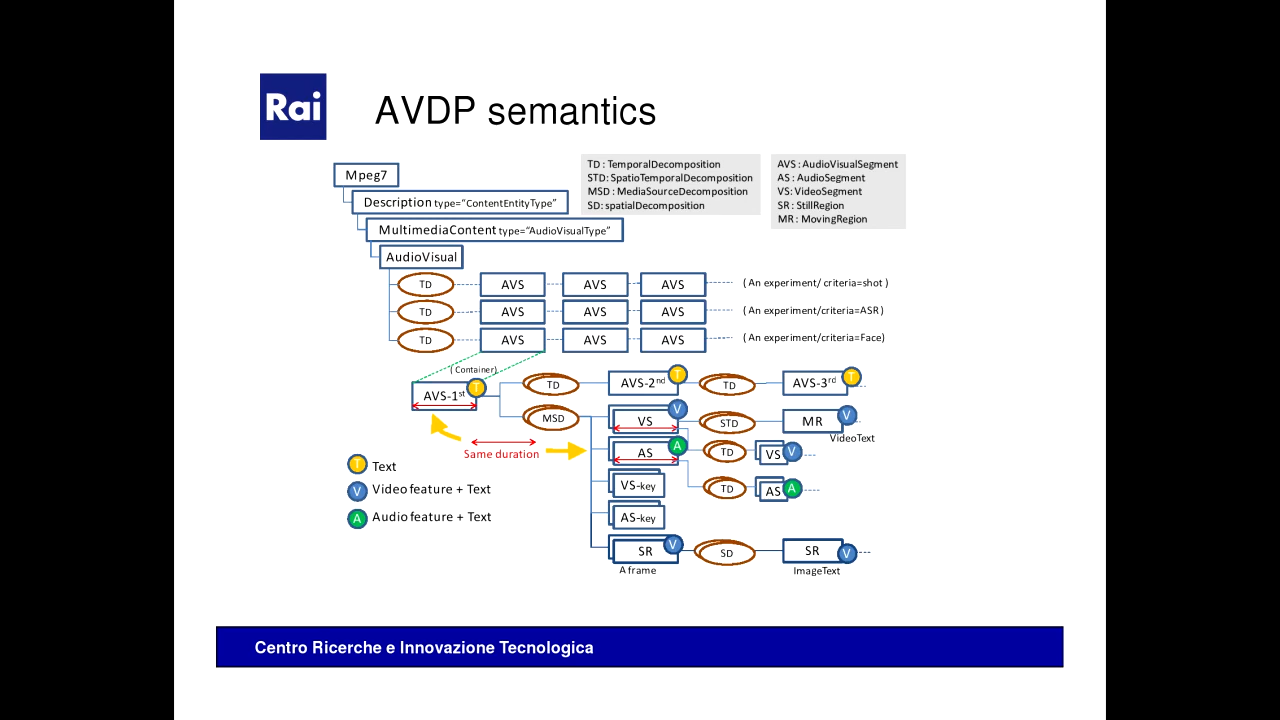 Rai
AVDP semantics
TD : TemporalDecomposition
STD: SpatioTemporalDecomposition
MSD : MediaSourceDecomposition
SD: spatialDecomposition
AVS : AudioVisualSegment
AS : AudioSegment
VS: VideoSegment
SR : StillRegion
MR : MovingRegion
Mpeg7
Description type="ContentEntityType"
MultimediaContent type="AudioVisualType"
AudioVisual
TD AVS AVS AVS ( An experiment/ criteria=shot )
TD AVS AVS AVS ( An experiment/criteria=ASR )
TD AVS AVS AVS ( An experiment/criteria=Face)
( Container)
AVS-1st T TD AVS-2nd T TD AVS-3rd T
MSD VS V STD MR V
VideoText
Same duration
AS A TD VS V
VS-key TD AS A
AS-key
SR V SD SR V
A frame ImageText
T Text
V Video feature + Text
A Audio feature + Text
Centro Ricerche e Innovazione Tecnologica